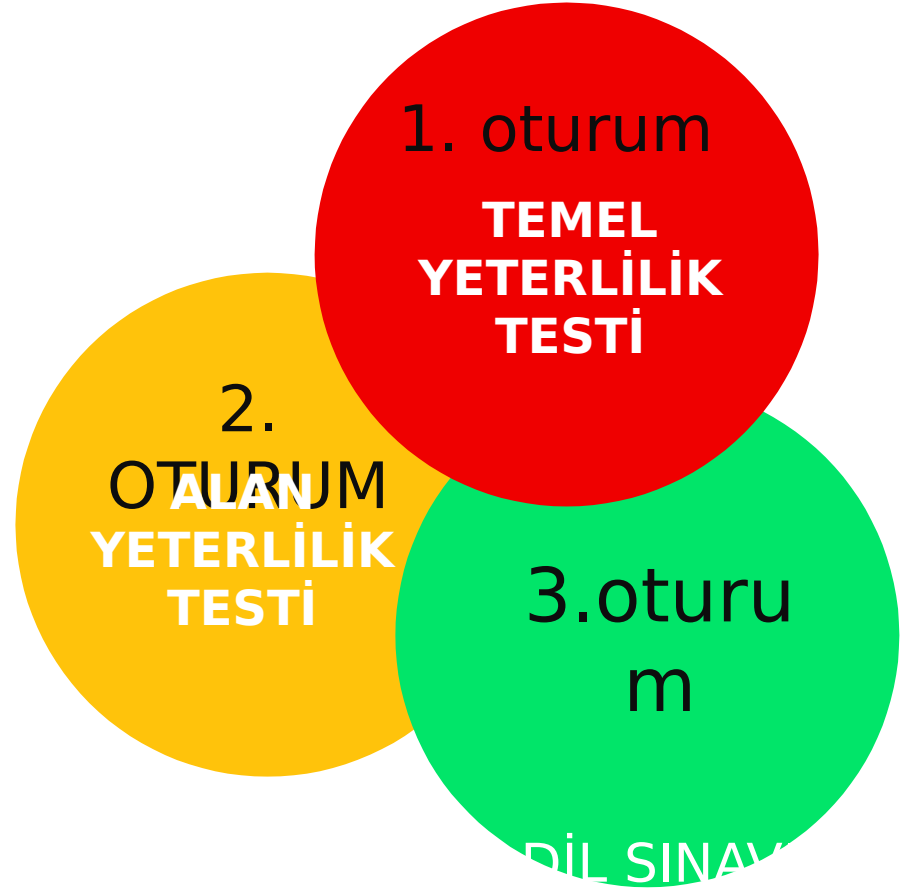 1. oturum
TEMEL
YETERLİLİK
TESTİ
2.
OTURUM
ALAN
YETERLİLİK
TESTİ
3.oturu
m
DİL SINAV